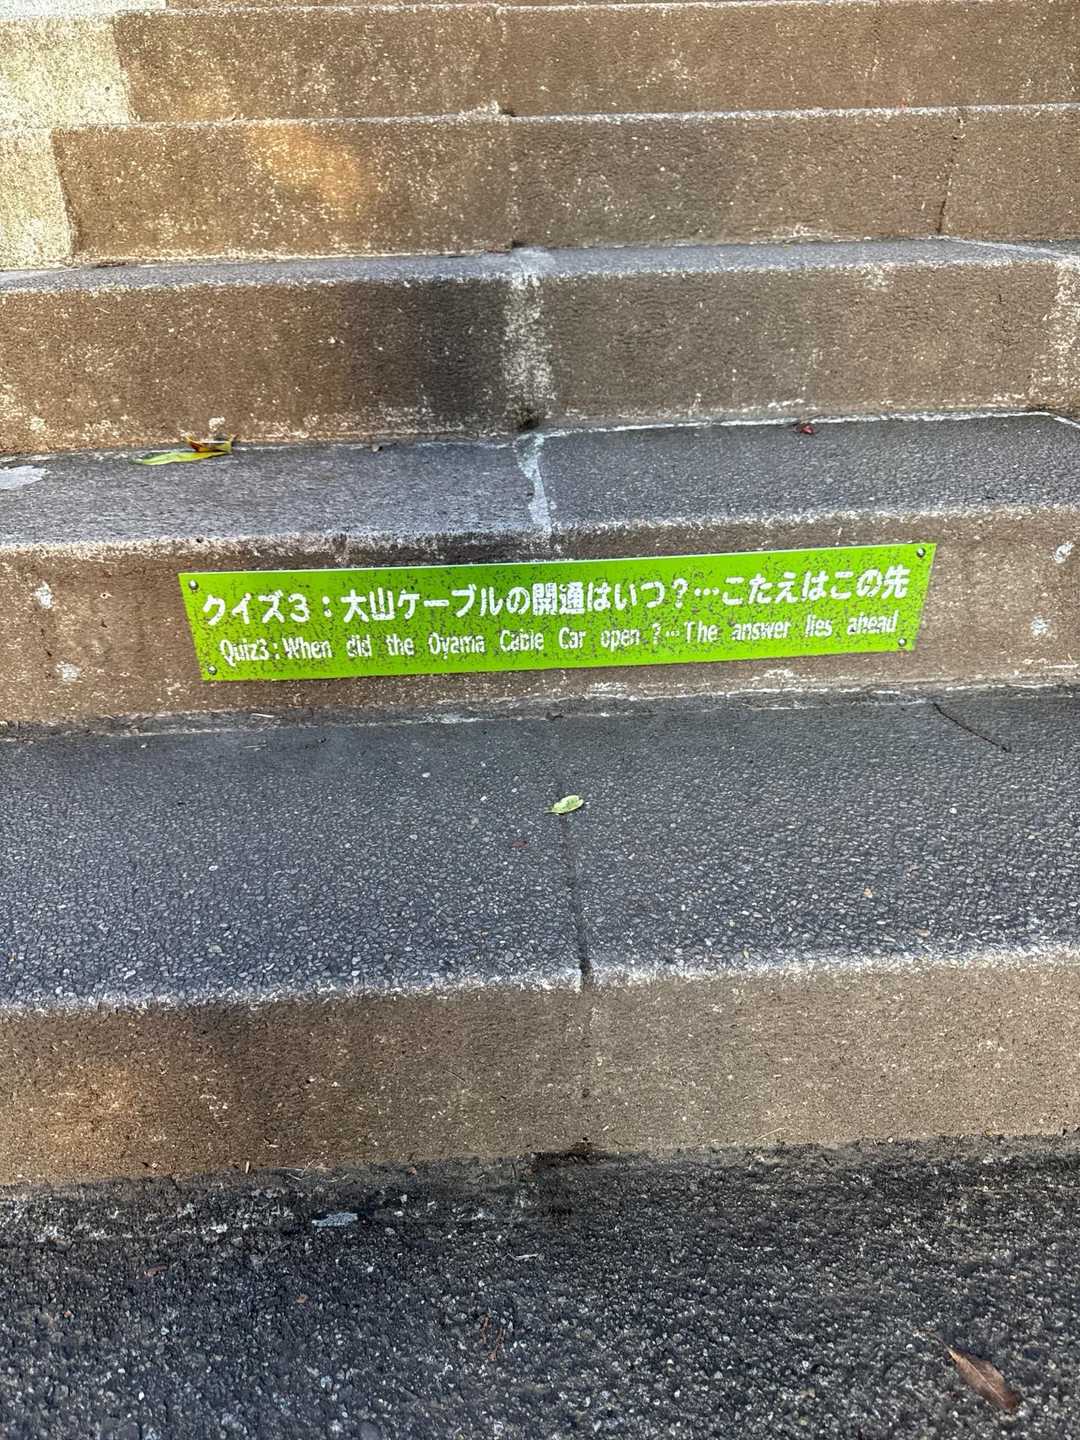 クイズ３：大山ケーブルの開通はいつ？…こたえはこの先
Quiz3：When did the Oyama Cable Car open ？…The answer lies ahead